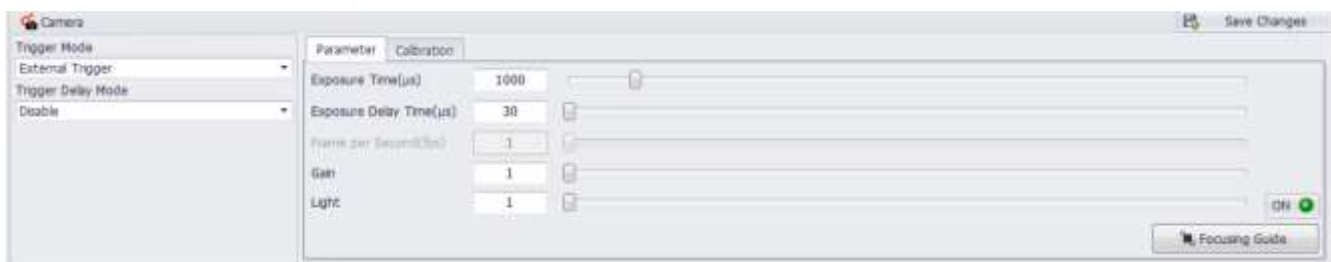 Camera
Save Changes
Trigger Mode
External Trigger
Trigger Delay Mode
Disable
Parameter Calibration
Exposure Time(µs) 1000
Exposure Delay Time(µs) 30
Frame per Second(fps) 1
Gain 1
Light 1
ON
Focusing Guide